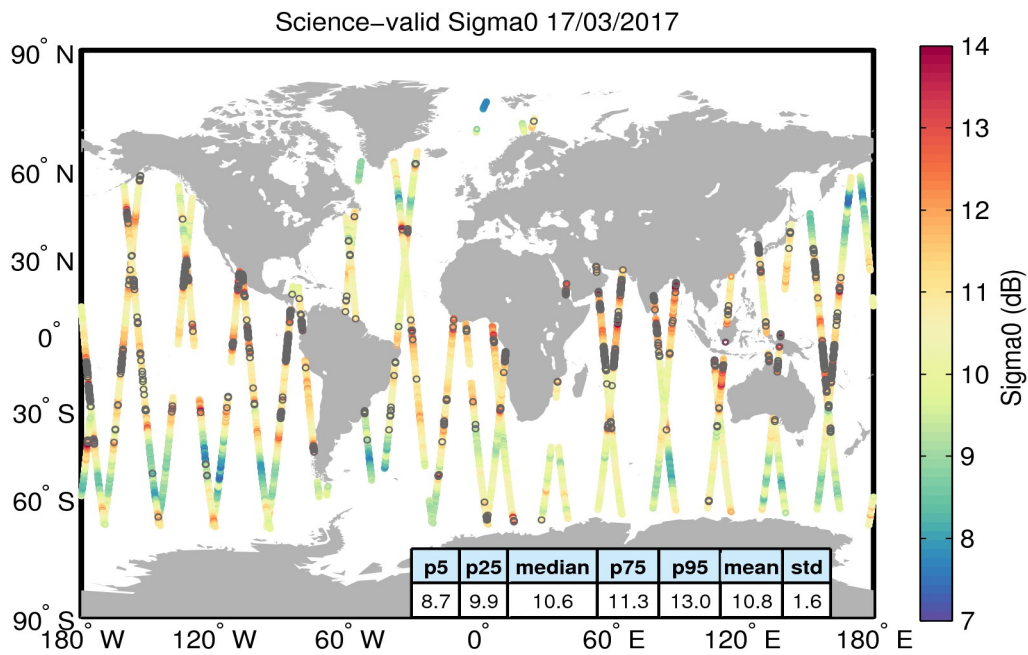 Science−valid Sigma0 17/03/2017
90° N
60° N
30° N
0°
30° S
60° S
90° S
180° W
120° W
60° W
0°
60° E
120° E
180° E
p5 p25 median p75 p95 mean std
8.7 9.9 10.6 11.3 13.0 10.8 1.6
14
13
12
11
10
9
8
7
Sigma0 (dB)